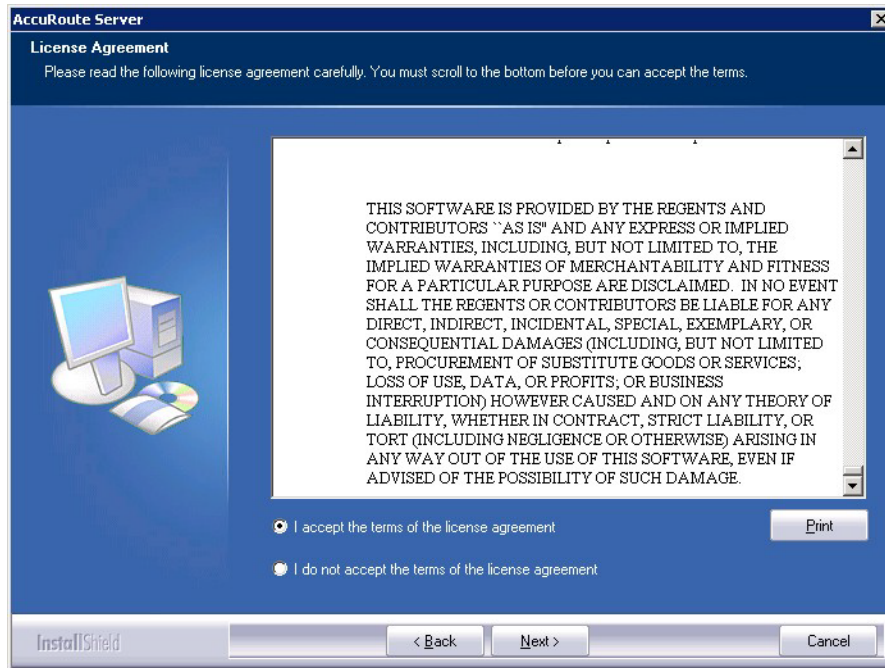 AccuRoute Server
License Agreement
Please read the following license agreement carefully. You must scroll to the bottom before you can accept the terms.
THIS SOFTWARE IS PROVIDED BY THE REGENTS AND
CONTRIBUTORS ``AS IS'' AND ANY EXPRESS OR IMPLIED
WARRANTIES, INCLUDING, BUT NOT LIMITED TO, THE
IMPLIED WARRANTIES OF MERCHANTABILITY AND FITNESS
FOR A PARTICULAR PURPOSE ARE DISCLAIMED.  IN NO EVENT
SHALL THE REGENTS OR CONTRIBUTORS BE LIABLE FOR ANY
DIRECT, INDIRECT, INCIDENTAL, SPECIAL, EXEMPLARY, OR
CONSEQUENTIAL DAMAGES (INCLUDING, BUT NOT LIMITED
TO, PROCUREMENT OF SUBSTITUTE GOODS OR SERVICES;
LOSS OF USE, DATA, OR PROFITS; OR BUSINESS
INTERRUPTION) HOWEVER CAUSED AND ON ANY THEORY OF
LIABILITY, WHETHER IN CONTRACT, STRICT LIABILITY, OR
TORT (INCLUDING NEGLIGENCE OR OTHERWISE) ARISING IN
ANY WAY OUT OF THE USE OF THIS SOFTWARE, EVEN IF
ADVISED OF THE POSSIBILITY OF SUCH DAMAGE.
I accept the terms of the license agreement
Print
I do not accept the terms of the license agreement
InstallShield
< Back
Next >
Cancel